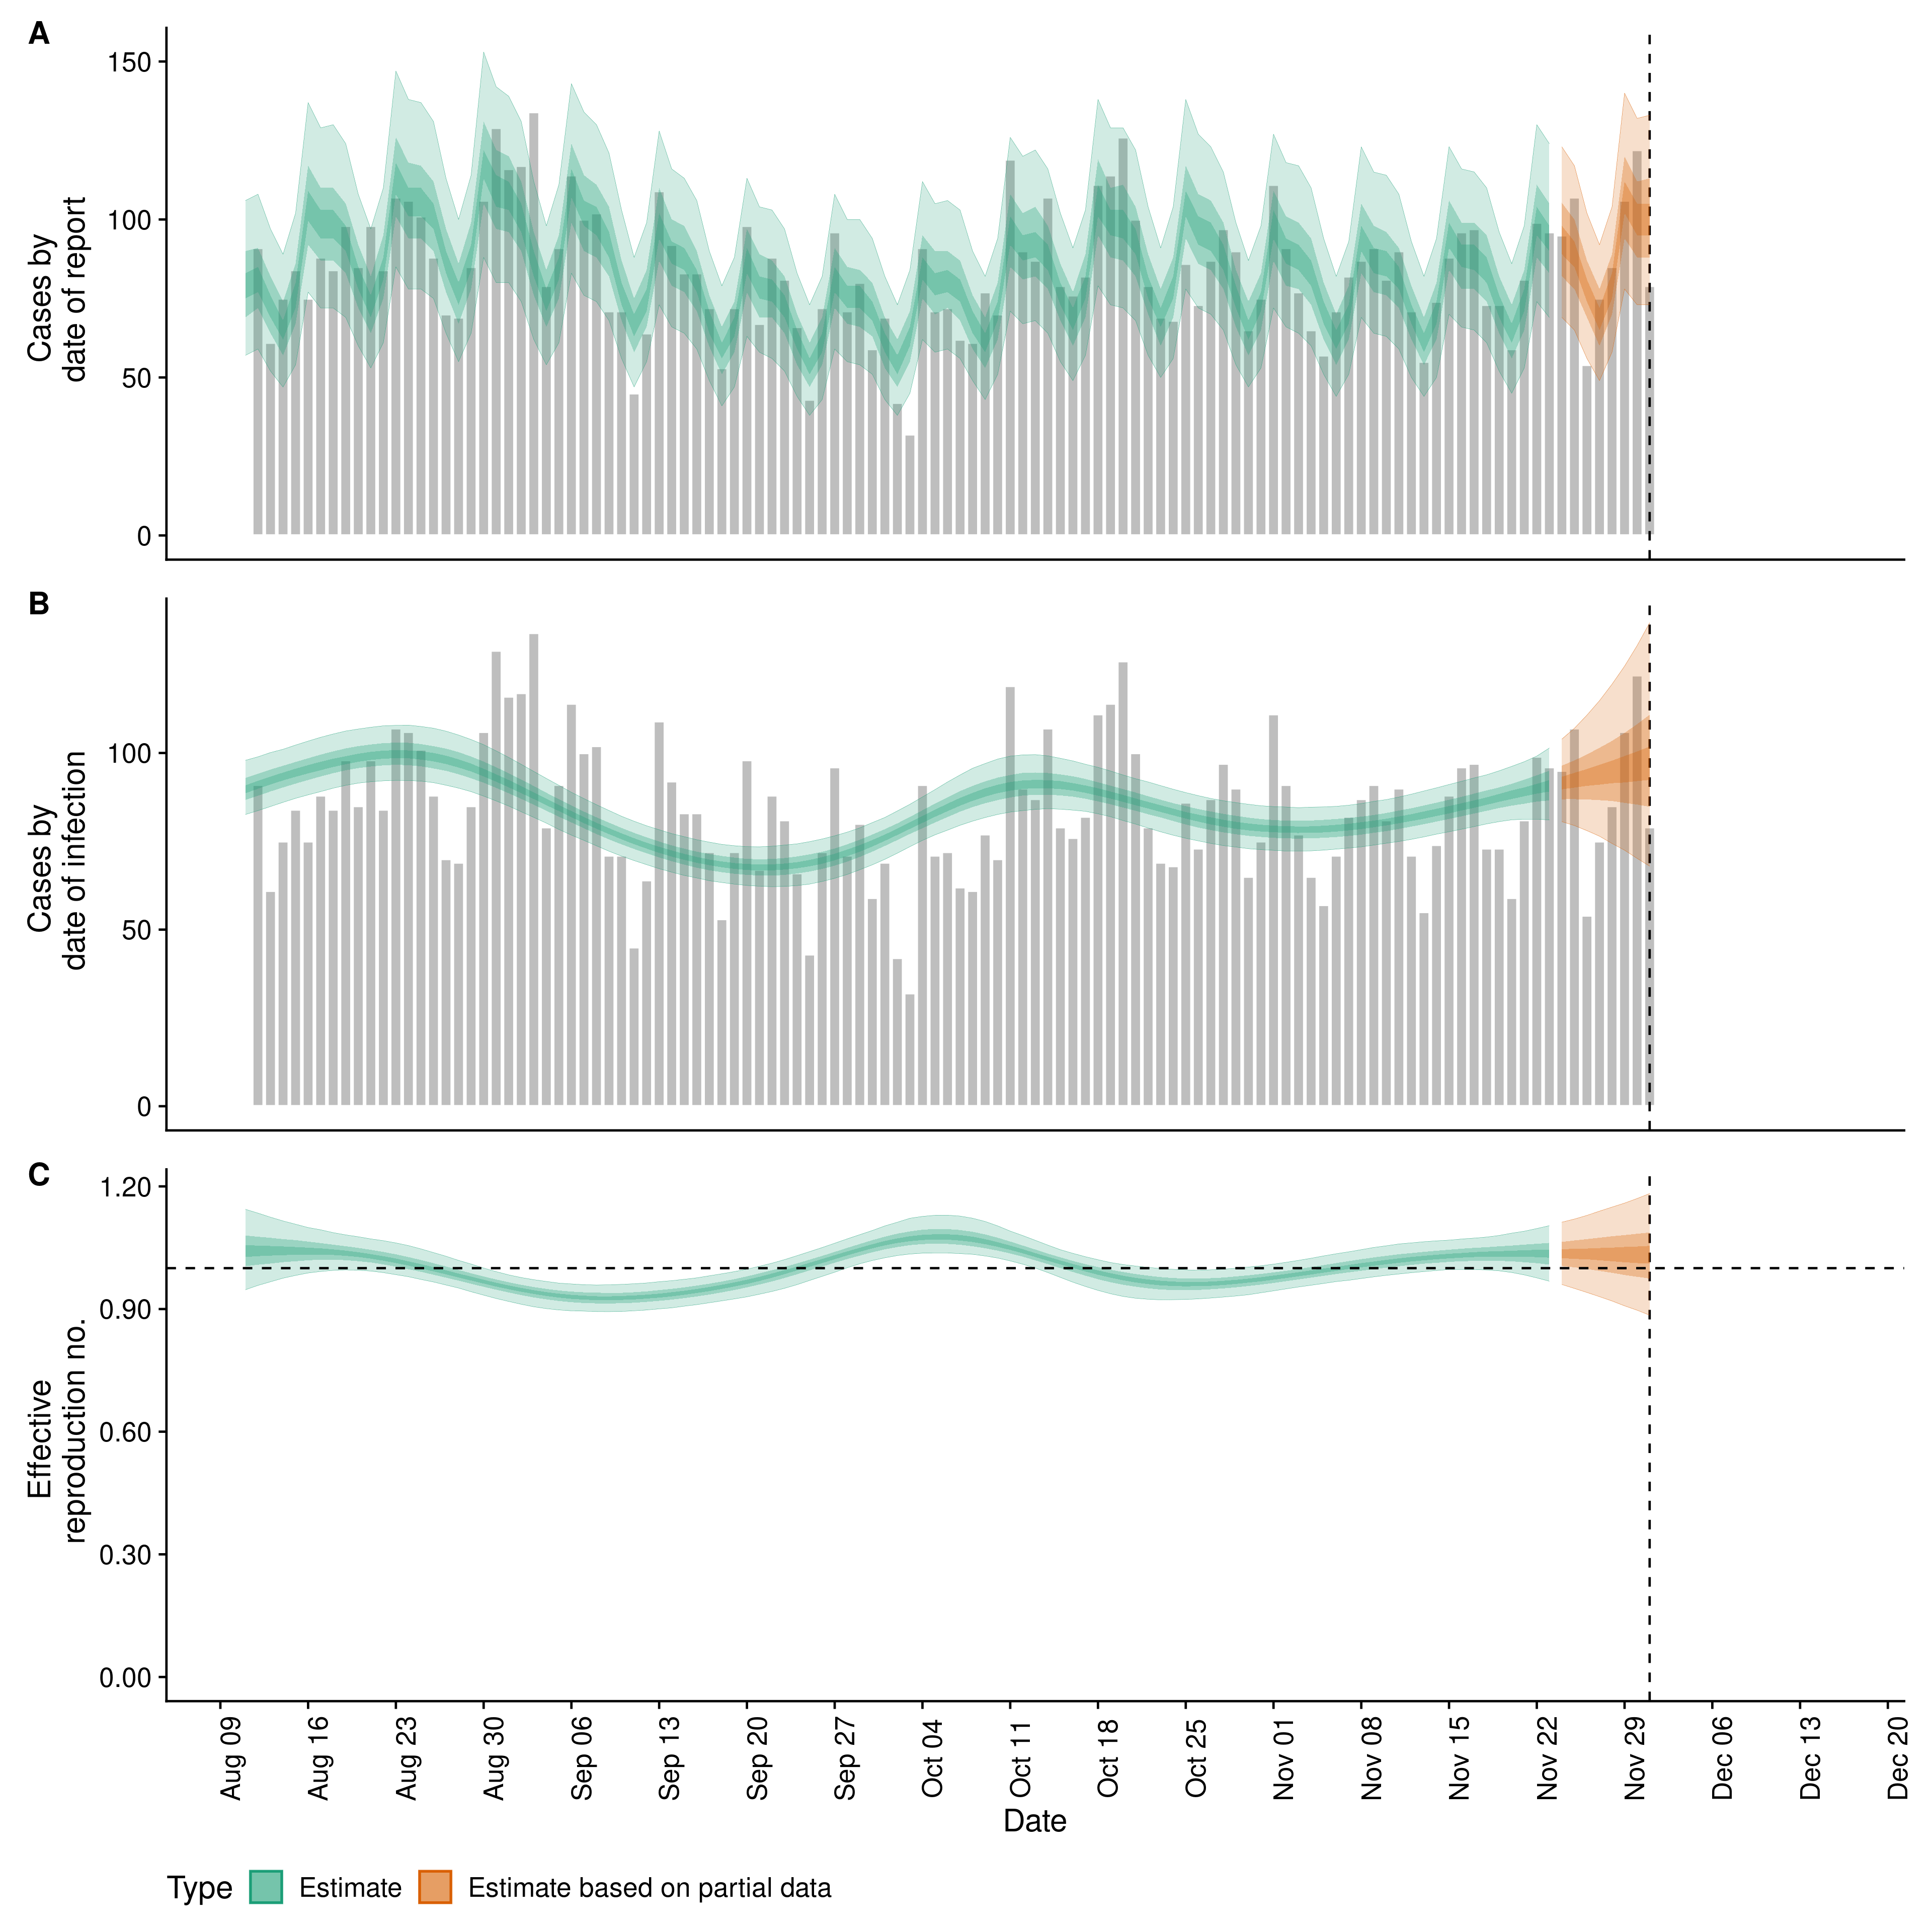 A
Cases by
date of report
150
100
50
0
B
Cases by
date of infection
100
50
0
C
Effective
reproduction no.
1.20
0.90
0.60
0.30
0.00
Aug 09
Aug 16
Aug 23
Aug 30
Sep 06
Sep 13
Sep 20
Sep 27
Oct 04
Oct 11
Oct 18
Oct 25
Nov 01
Nov 08
Nov 15
Nov 22
Nov 29
Dec 06
Dec 13
Dec 20
Date
Type Estimate Estimate based on partial data